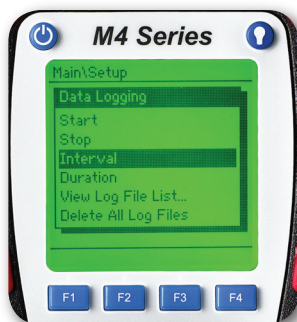 M4 Series
Main\Setup
Data Logging
Start
Stop
Interval
Duration
View Log File List...
Delete All Log Files
F1 F2 F3 F4